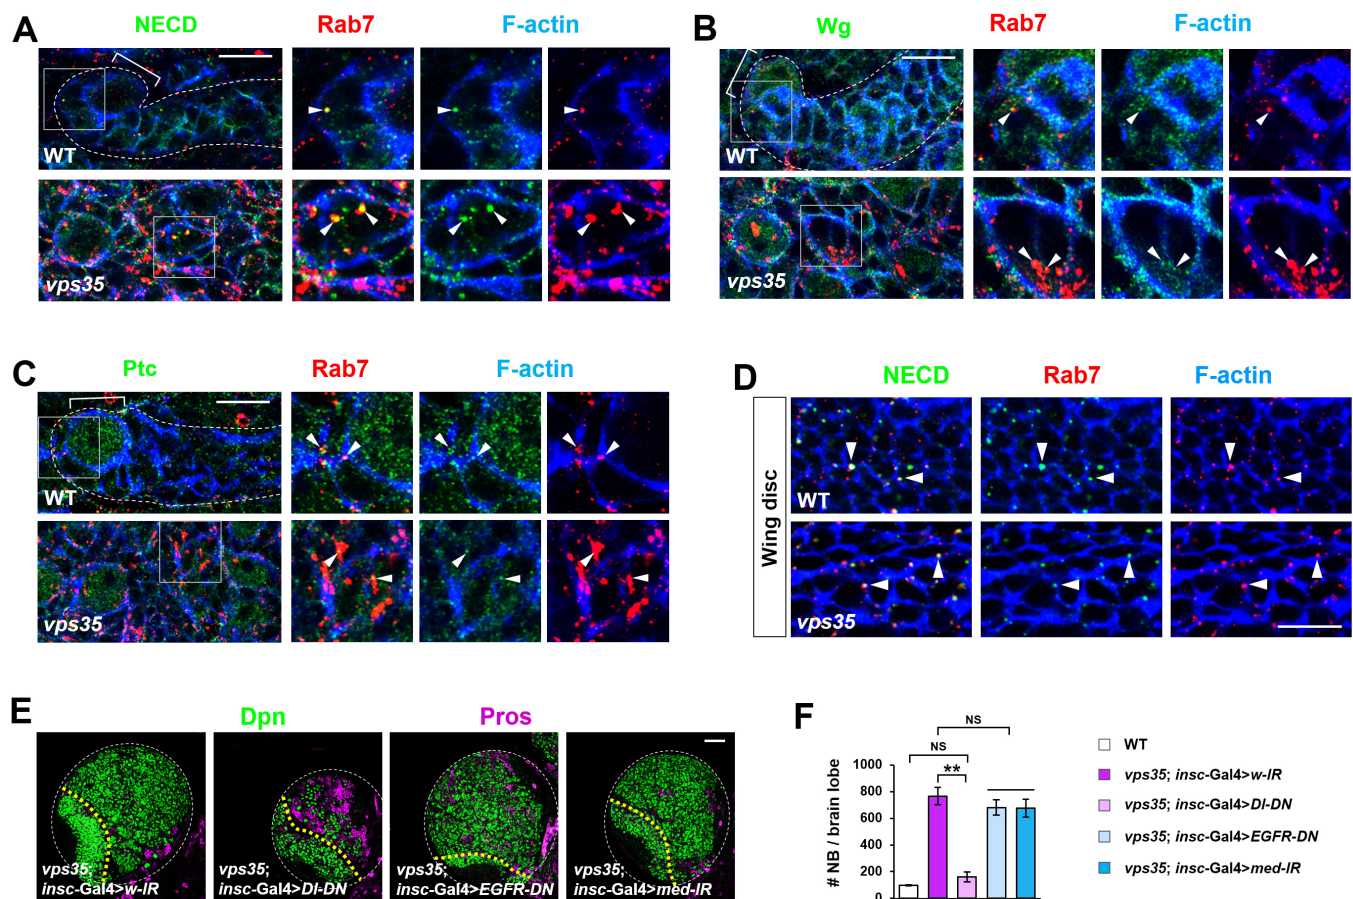 A
NECD Rab7 F-actin
WT
vps35
B
Wg Rab7 F-actin
WT
vps35
C
Ptc Rab7 F-actin
WT
vps35
D
NECD Rab7 F-actin
Wing disc
WT
vps35
E
Dpn Pros
vps35;
insc-Gal4>w-IR
vps35;
insc-Gal4>Dl-DN
vps35;
insc-Gal4>EGFR-DN
vps35;
insc-Gal4>med-IR
F
NS
NS
**
# NB / brain lobe
1000
800
600
400
200
0
WT
vps35; insc-Gal4>w-IR
vps35; insc-Gal4>Dl-DN
vps35; insc-Gal4>EGFR-DN
vps35; insc-Gal4>med-IR